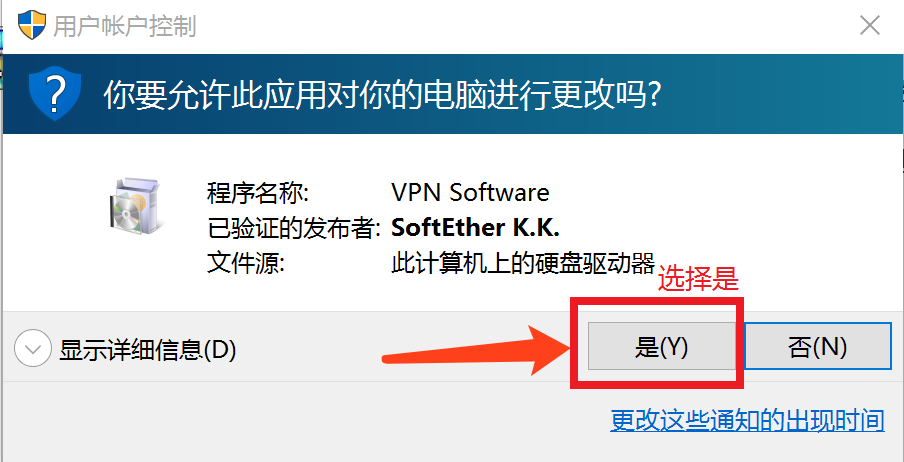 用户帐户控制
你要允许此应用对你的电脑进行更改吗?
程序名称: VPN Software
已验证的发布者: SoftEther K.K.
文件源: 此计算机上的硬盘驱动器
选择是
显示详细信息(D)
是(Y)
否(N)
更改这些通知的出现时间